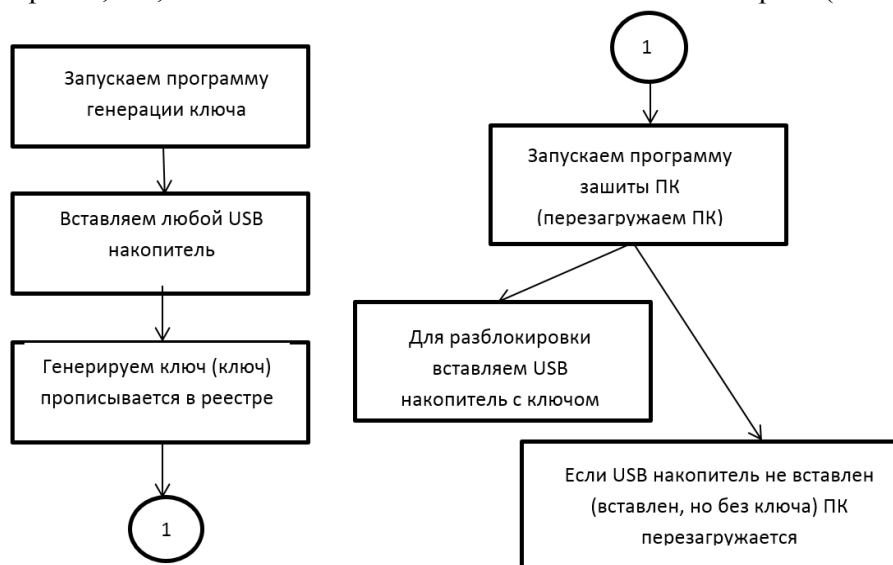 Запускаем программу
генерации ключа
Вставляем любой USB
накопитель
Генерируем ключ (ключ)
прописывается в реестре
1
1
Запускаем программу
зашиты ПК
(перезагружаем ПК)
Для разблокировки
вставляем USB
накопитель с ключом
Если USB накопитель не вставлен
(вставлен, но без ключа) ПК
перезагружается